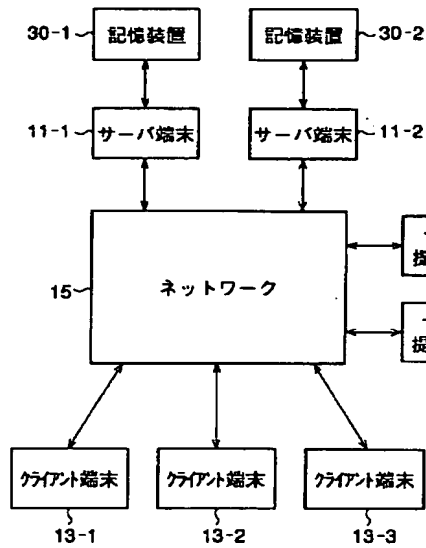 30-1 記憶装置 記憶装置 30-2
11-1 サーバ端末 サーバ端末 11-2
15 ネットワーク
提
提
クライアント端末 クライアント端末 クライアント端末
13-1 13-2 13-3